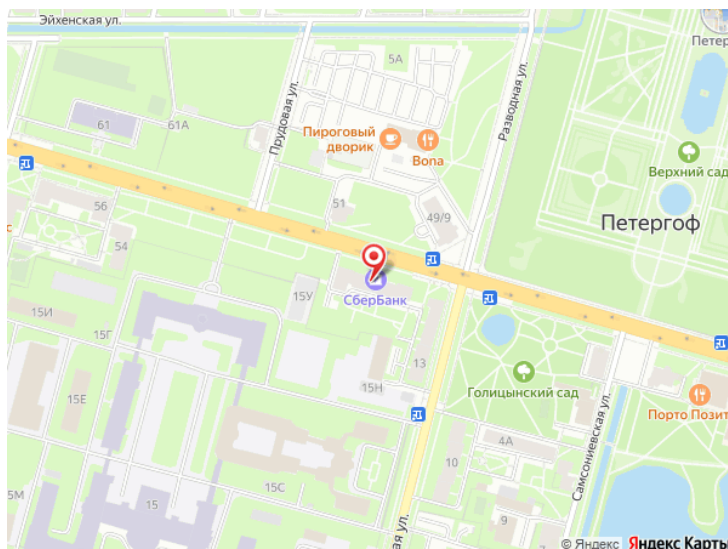 Эйхенская ул.
5А
Петер
Прудовая ул.
Разводная ул.
61
61А
Пироговый
дворик
Bona
Верхний сад
56
51
49/9
Петергоф
с
54
15У
СберБанк
15И
15Г
13
Голицынский сад
15Н
15Е
Порто Позит
4А
Самсониевская ул.
10
15С
15М
15
9
ая ул.
© Яндекс Яндекс Карты